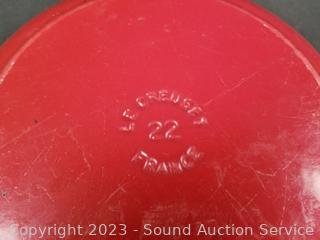 LE CREUSET
22
FRANCE
Copyright 2023 - Sound Auction Service